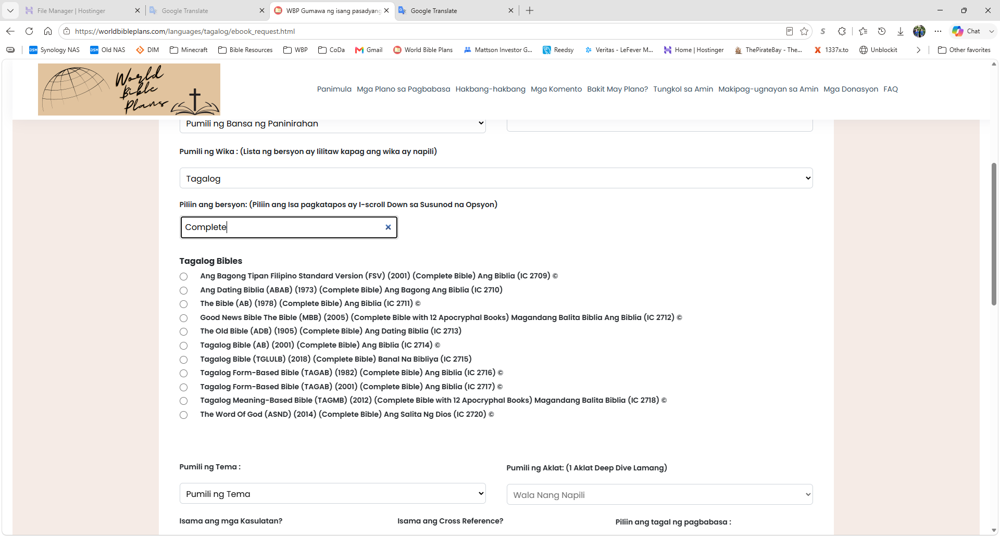 File Manager | Hostinger
Google Translate
WBP Gumawa ng isang pasadyang
Google Translate
https://worldbibleplans.com/languages/tagalog/ebook_request.html
Chat
Synology NAS
Old NAS
DIM
Minecraft
Bible Resources
WBP
CoDa
Gmail
World Bible Plans
Mattson Investor G...
Reedsy
Veritas - LeFever M...
Home | Hostinger
ThePirateBay - The...
1337x.to
Unblockit
Other favorites
World
Bible
Plans
Panimula Mga Plano sa Pagbabasa Hakbang-hakbang Mga Komento Bakit May Plano? Tungkol sa Amin Makipag-ugnayan sa Amin Mga Donasyon FAQ
Pumili ng Bansa ng Paninirahan
Pumili ng Wika : (Lista ng bersyon ay lilitaw kapag ang wika ay napili)
Tagalog
Piliin ang bersyon: (Piliin ang Isa pagkatapos ay I-scroll Down sa Susunod na Opsyon)
Complete
Tagalog Bibles
Ang Bagong Tipan Filipino Standard Version (FSV) (2001) (Complete Bible) Ang Biblia (IC 2709) ©
Ang Dating Biblia (ABAB) (1973) (Complete Bible) Ang Bagong Ang Biblia (IC 2710)
The Bible (AB) (1978) (Complete Bible) Ang Biblia (IC 2711) ©
Good News Bible The Bible (MBB) (2005) (Complete Bible with 12 Apocryphal Books) Magandang Balita Biblia Ang Biblia (IC 2712) ©
The Old Bible (ADB) (1905) (Complete Bible) Ang Dating Biblia (IC 2713)
Tagalog Bible (AB) (2001) (Complete Bible) Ang Biblia (IC 2714) ©
Tagalog Bible (TGLULB) (2018) (Complete Bible) Banal Na Bibliya (IC 2715)
Tagalog Form-Based Bible (TAGAB) (1982) (Complete Bible) Ang Biblia (IC 2716) ©
Tagalog Form-Based Bible (TAGAB) (2001) (Complete Bible) Ang Biblia (IC 2717) ©
Tagalog Meaning-Based Bible (TAGMB) (2012) (Complete Bible with 12 Apocryphal Books) Magandang Balita Biblia (IC 2718) ©
The Word Of God (ASND) (2014) (Complete Bible) Ang Salita Ng Dios (IC 2720) ©
Pumili ng Tema :
Pumili ng Aklat: (1 Aklat Deep Dive Lamang)
Pumili ng Tema
Wala Nang Napili
Isama ang mga Kasulatan?
Isama ang Cross Reference?
Piliin ang tagal ng pagbabasa :